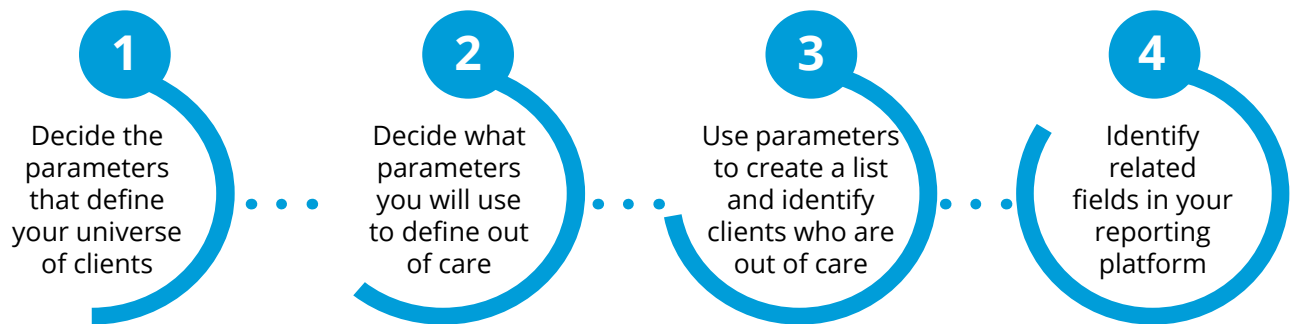 1
Decide the
parameters
that define
your universe
of clients
2
Decide what
parameters
you will use
to define out
of care
3
Use parameters
to create a list
and identify
clients who are
out of care
4
Identify
related
fields in your
reporting
platform